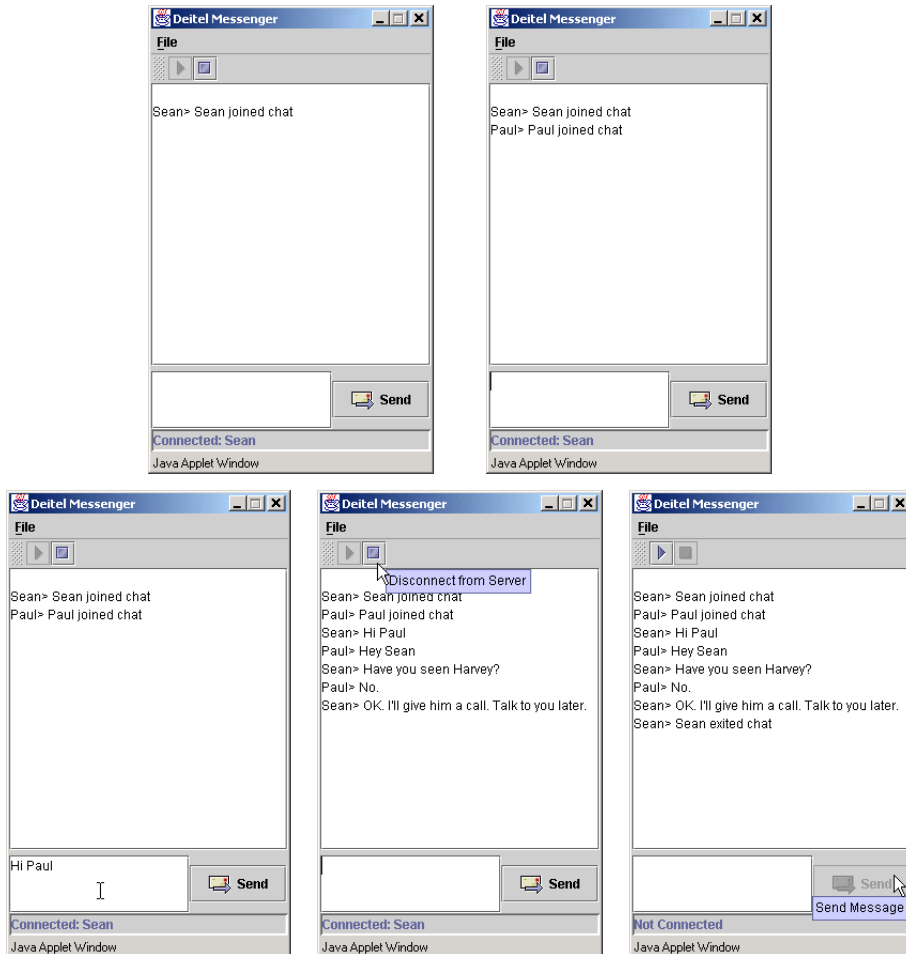 Deitel Messenger
File
Sean> Sean joined chat
Send
Connected: Sean
Java Applet Window
Deitel Messenger
File
Sean> Sean joined chat
Paul> Paul joined chat
Send
Connected: Sean
Java Applet Window
Deitel Messenger
File
Sean> Sean joined chat
Paul> Paul joined chat
Hi Paul
Send
Connected: Sean
Java Applet Window
Deitel Messenger
File
Disconnect from Server
Sean> Sean joined chat
Paul> Paul joined chat
Sean> Hi Paul
Paul> Hey Sean
Sean> Have you seen Harvey?
Paul> No.
Sean> OK. I'll give him a call. Talk to you later.
Send
Connected: Sean
Java Applet Window
Deitel Messenger
File
Sean> Sean joined chat
Paul> Paul joined chat
Sean> Hi Paul
Paul> Hey Sean
Sean> Have you seen Harvey?
Paul> No.
Sean> OK. I'll give him a call. Talk to you later.
Sean> Sean exited chat
Send
Send Message
Not Connected
Java Applet Window